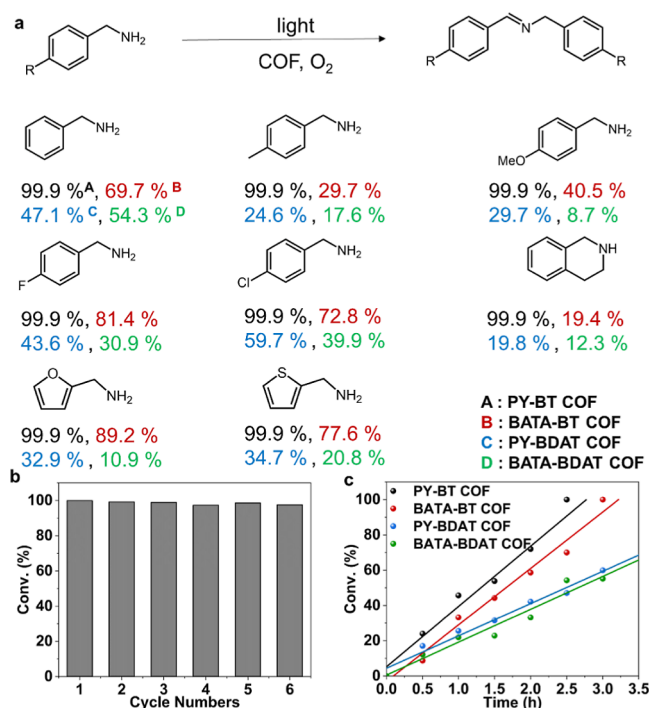 a
NH2
R
light
COF, O2
N
R
R
NH2
99.9 %A, 69.7 % B
47.1 % C, 54.3 % D
NH2
99.9 %, 29.7 %
24.6 % , 17.6 %
NH2
MeO
99.9 %, 40.5 %
29.7 % , 8.7 %
NH2
F
99.9 %, 81.4 %
43.6 % , 30.9 %
NH2
Cl
99.9 %, 72.8 %
59.7 % , 39.9 %
NH
99.9 %, 19.4 %
19.8 % , 12.3 %
O
NH2
99.9 %, 89.2 %
32.9 % , 10.9 %
S
NH2
99.9 %, 77.6 %
34.7 % , 20.8 %
A : PY-BT COF
B : BATA-BT COF
C : PY-BDAT COF
D : BATA-BDAT COF
b
Conv. (%)
100
80
60
40
20
0
1 2 3 4 5 6
Cycle Numbers
c
PY-BT COF
BATA-BT COF
PY-BDAT COF
BATA-BDAT COF
Conv. (%)
100
80
60
40
20
0
0.0 0.5 1.0 1.5 2.0 2.5 3.0 3.5
Time (h)